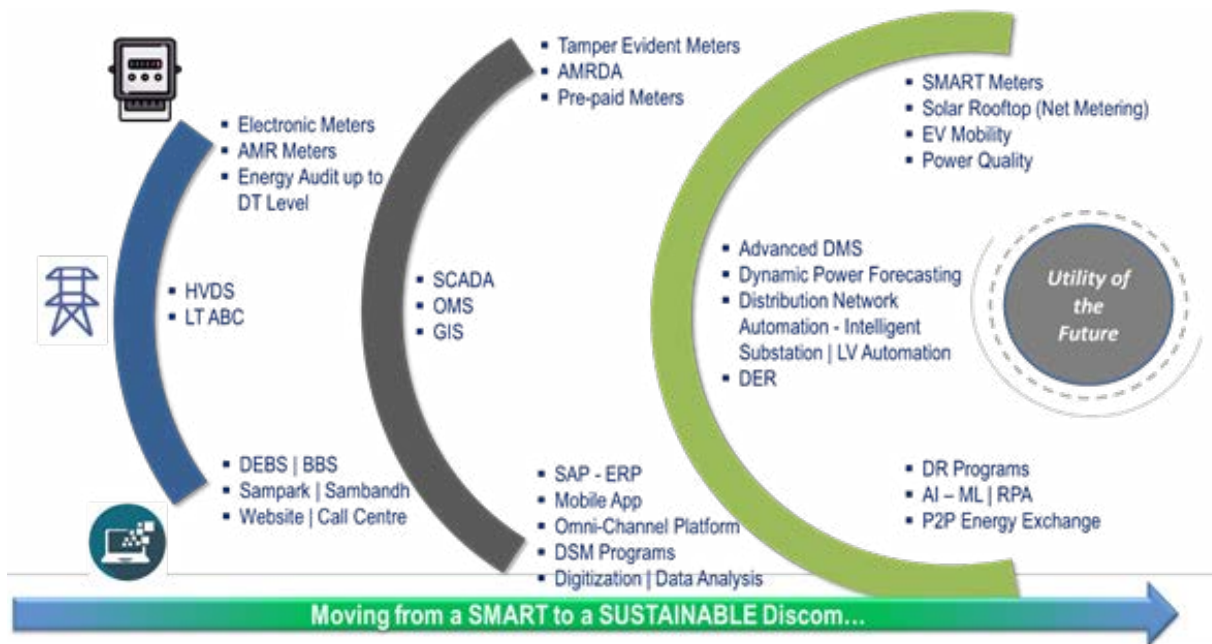 Electronic Meters
AMR Meters
Energy Audit up to
DT Level
HVDS
LT ABC
DEBS | BBS
Sampark | Sambandh
Website | Call Centre
Tamper Evident Meters
AMRDA
Pre-paid Meters
SCADA
OMS
GIS
SAP - ERP
Mobile App
Omni-Channel Platform
DSM Programs
Digitization | Data Analysis
SMART Meters
Solar Rooftop (Net Metering)
EV Mobility
Power Quality
Advanced DMS
Dynamic Power Forecasting
Distribution Network
Automation - Intelligent
Substation | LV Automation
DER
DR Programs
AI – ML | RPA
P2P Energy Exchange
Utility of
the
Future
Moving from a SMART to a SUSTAINABLE Discom...